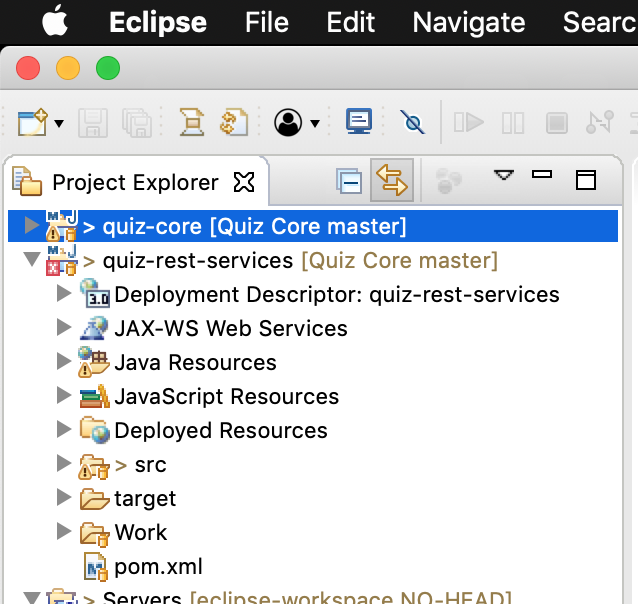 Eclipse File Edit Navigate Searc
Project Explorer
> quiz-core [Quiz Core master]
> quiz-rest-services [Quiz Core master]
3.0 Deployment Descriptor: quiz-rest-services
JAX-WS Web Services
Java Resources
JavaScript Resources
Deployed Resources
> src
target
Work
M pom.xml
> Servers [eclipse-workspace NO-HEAD]